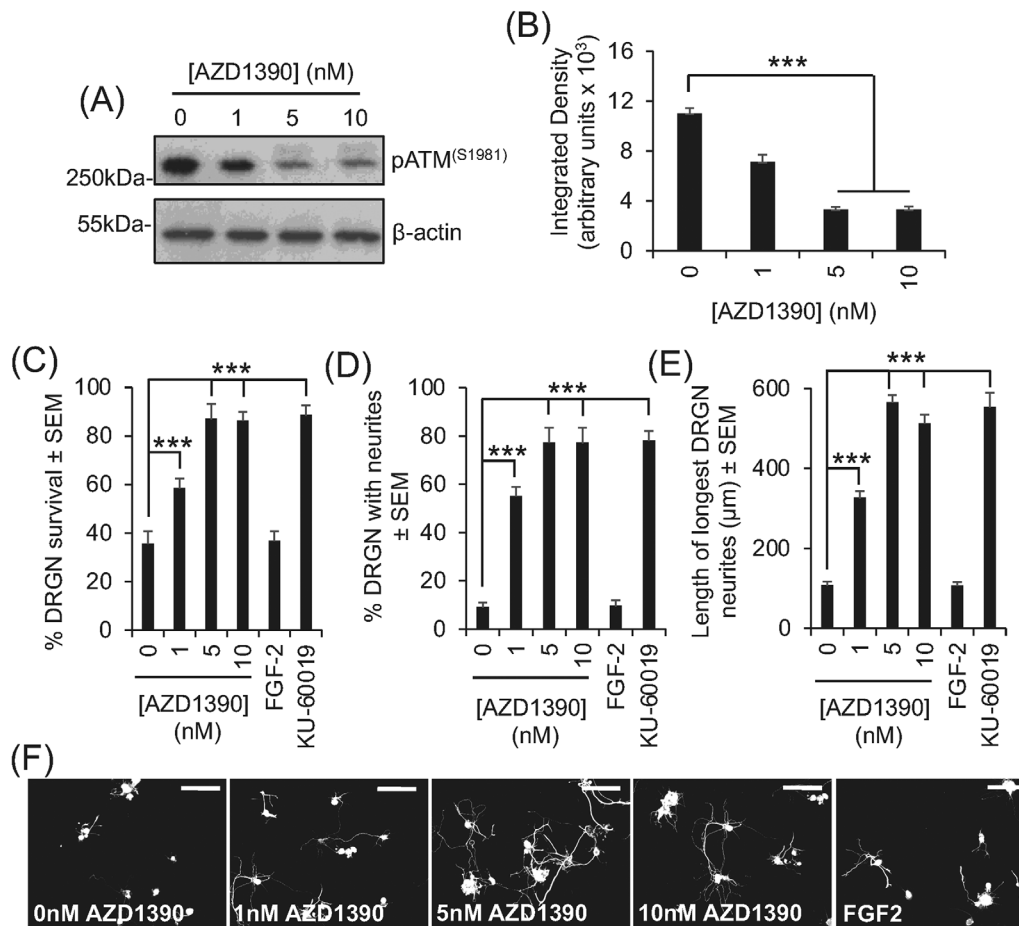 (A)
[AZD1390] (nM)
0 1 5 10
pATM(S1981)
250kDa-
55kDa-
β-actin
(B)
Integrated Density
(arbitrary units x 10³)
16
12
8
4
0
***
0 1 5 10
[AZD1390] (nM)
(C)
% DRGN survival ± SEM
100
80
60
40
20
0
***
***
0 1 5 10 FGF-2 KU-60019
[AZD1390]
(nM)
(D)
% DRGN with neurites
± SEM
100
80
60
40
20
0
***
***
0 1 5 10 FGF-2 KU-60019
[AZD1390]
(nM)
(E)
Length of longest DRGN
neurites (µm) ± SEM
600
400
200
0
***
***
0 1 5 10 FGF-2 KU-60019
[AZD1390]
(nM)
(F)
0nM AZD1390
1nM AZD1390
5nM AZD1390
10nM AZD1390
FGF2